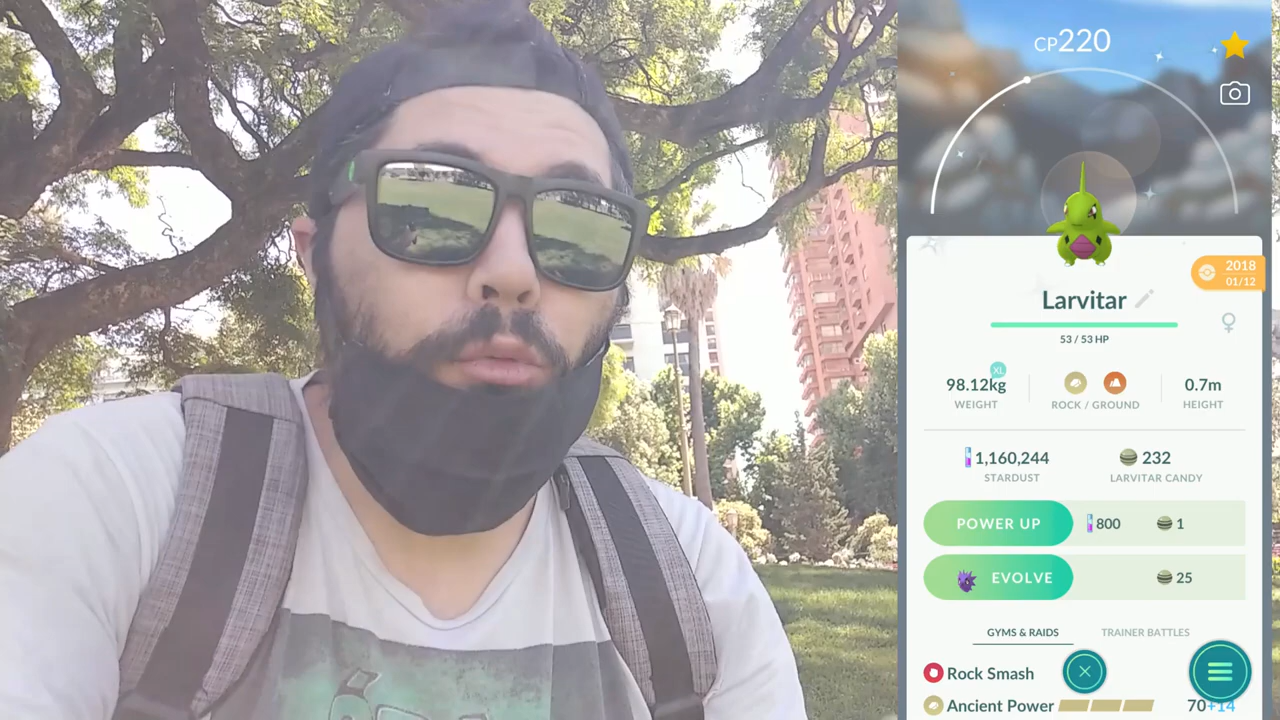 CP220
2018
01/12
Larvitar
♀
53 / 53 HP
XL
98.12kg
WEIGHT
ROCK / GROUND
0.7m
HEIGHT
1,160,244
STARDUST
232
LARVITAR CANDY
POWER UP
800
1
EVOLVE
25
GYMS & RAIDS
TRAINER BATTLES
Rock Smash
Ancient Power
70+14